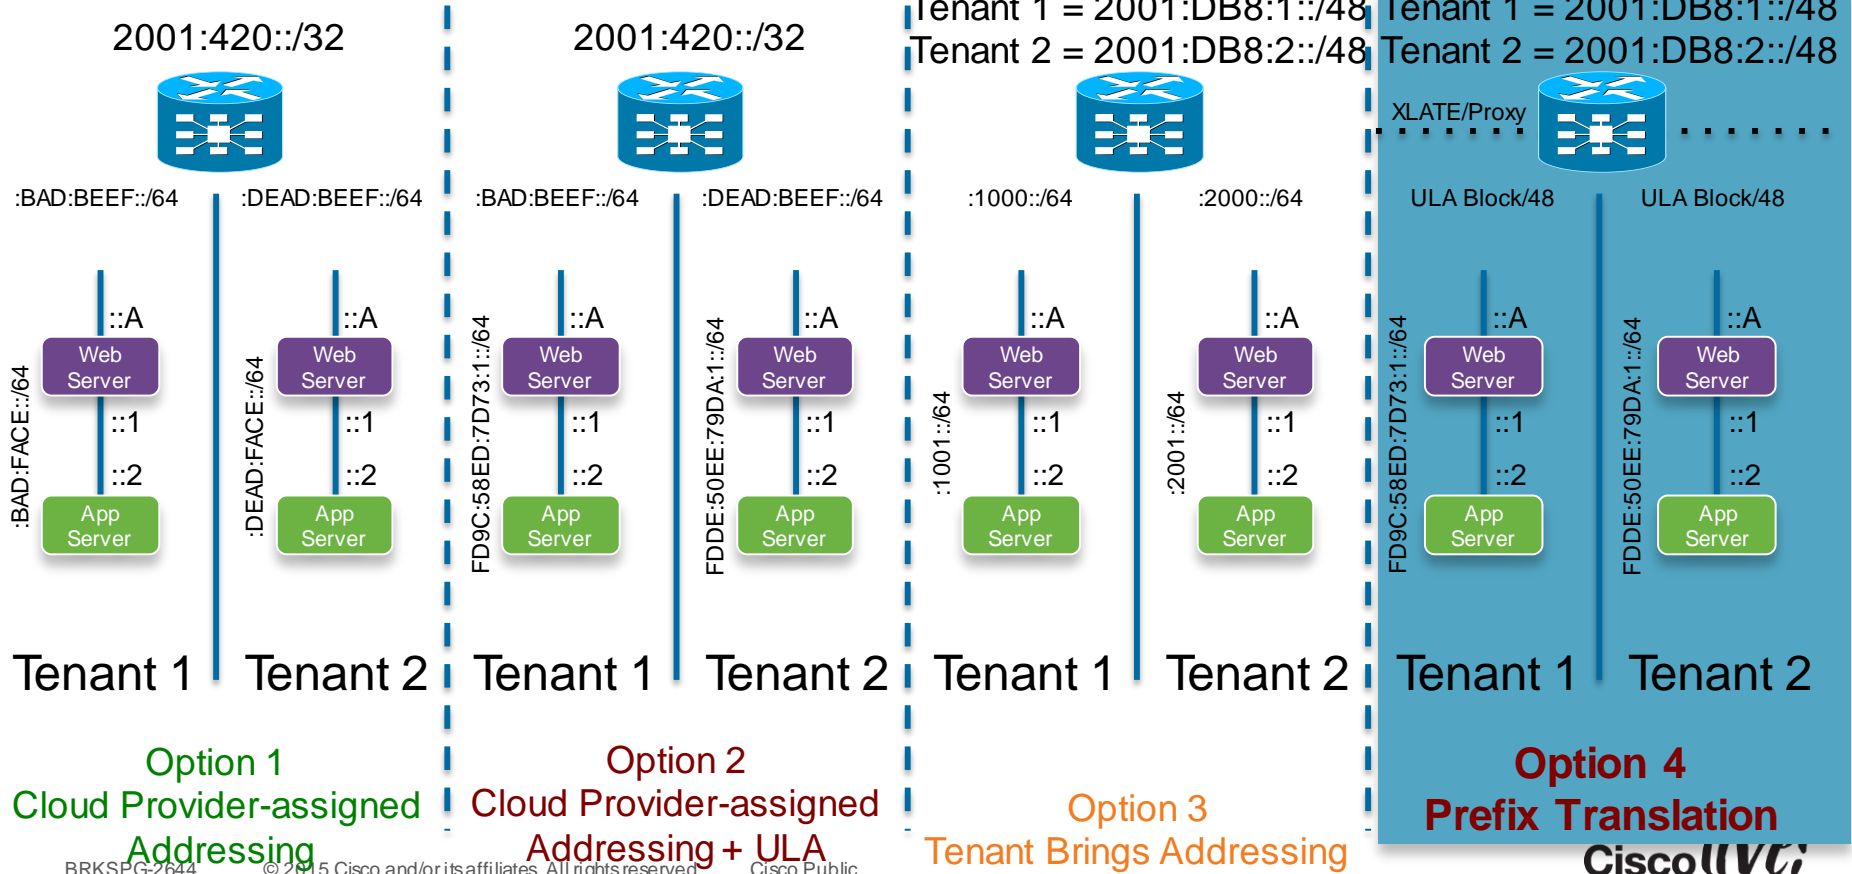 2001:420::/32
:BAD:BEEF::/64
:DEAD:BEEF::/64
::A
::A
Web
Server
Web
Server
:BAD:FACE::/64
:DEAD:FACE::/64
::1
::1
::2
::2
App
Server
App
Server
Tenant 1
Tenant 2
Option 1
Cloud Provider-assigned
Addressing
2001:420::/32
:BAD:BEEF::/64
:DEAD:BEEF::/64
::A
::A
Web
Server
Web
Server
FD9C:58ED:7D73:1::/64
FDDE:50EE:79DA:1::/64
::1
::1
::2
::2
App
Server
App
Server
Tenant 1
Tenant 2
Option 2
Cloud Provider-assigned
Addressing + ULA
Tenant 1 = 2001:DB8:1::/48
Tenant 2 = 2001:DB8:2::/48
:1000::/64
:2000::/64
::A
::A
Web
Server
Web
Server
:1001::/64
:2001::/64
::1
::1
::2
::2
App
Server
App
Server
Tenant 1
Tenant 2
Option 3
Tenant Brings Addressing
Tenant 1 = 2001:DB8:1::/48
Tenant 2 = 2001:DB8:2::/48
XLATE/Proxy
ULA Block/48
ULA Block/48
::A
::A
Web
Server
Web
Server
FD9C:58ED:7D73:1::/64
FDDE:50EE:79DA:1::/64
::1
::1
::2
::2
App
Server
App
Server
Tenant 1
Tenant 2
Option 4
Prefix Translation
BRKSPG-2644
© 2015 Cisco and/or its affiliates. All rights reserved.
Cisco Public
Cisco live!